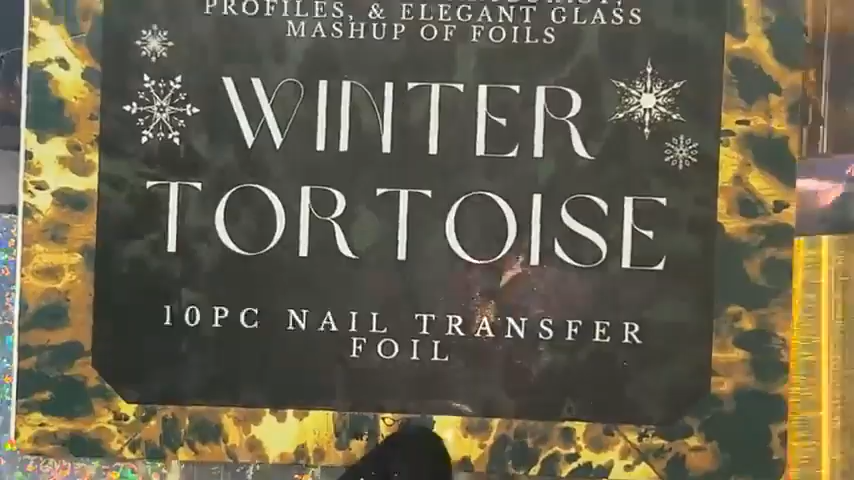 PROFILES, & ELEGANT GLASS
MASHUP OF FOILS
WINTER
TORTOISE
10PC NAIL TRANSFER
FOIL